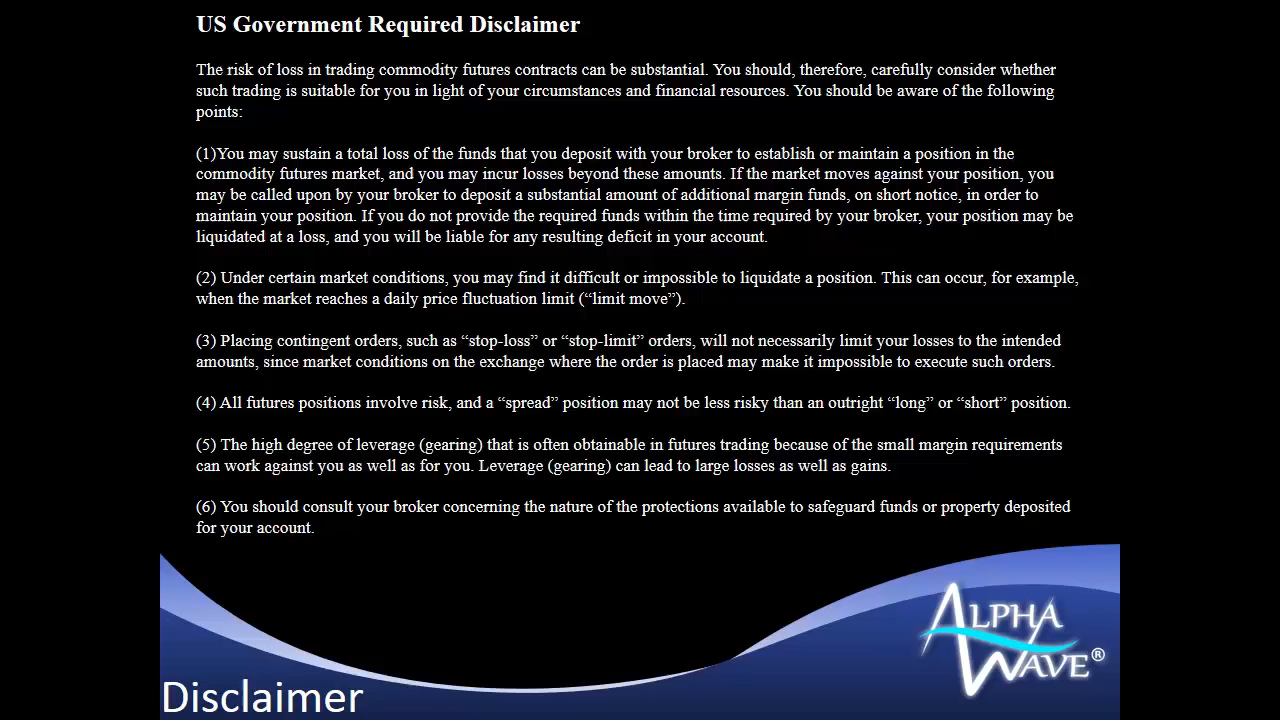 US Government Required Disclaimer
The risk of loss in trading commodity futures contracts can be substantial. You should, therefore, carefully consider whether
such trading is suitable for you in light of your circumstances and financial resources. You should be aware of the following
points:
(1)You may sustain a total loss of the funds that you deposit with your broker to establish or maintain a position in the
commodity futures market, and you may incur losses beyond these amounts. If the market moves against your position, you
may be called upon by your broker to deposit a substantial amount of additional margin funds, on short notice, in order to
maintain your position. If you do not provide the required funds within the time required by your broker, your position may be
liquidated at a loss, and you will be liable for any resulting deficit in your account.
(2) Under certain market conditions, you may find it difficult or impossible to liquidate a position. This can occur, for example,
when the market reaches a daily price fluctuation limit (“limit move”).
(3) Placing contingent orders, such as “stop-loss” or “stop-limit” orders, will not necessarily limit your losses to the intended
amounts, since market conditions on the exchange where the order is placed may make it impossible to execute such orders.
(4) All futures positions involve risk, and a “spread” position may not be less risky than an outright “long” or “short” position.
(5) The high degree of leverage (gearing) that is often obtainable in futures trading because of the small margin requirements
can work against you as well as for you. Leverage (gearing) can lead to large losses as well as gains.
(6) You should consult your broker concerning the nature of the protections available to safeguard funds or property deposited
for your account.
ALPHA
WAVE®
Disclaimer